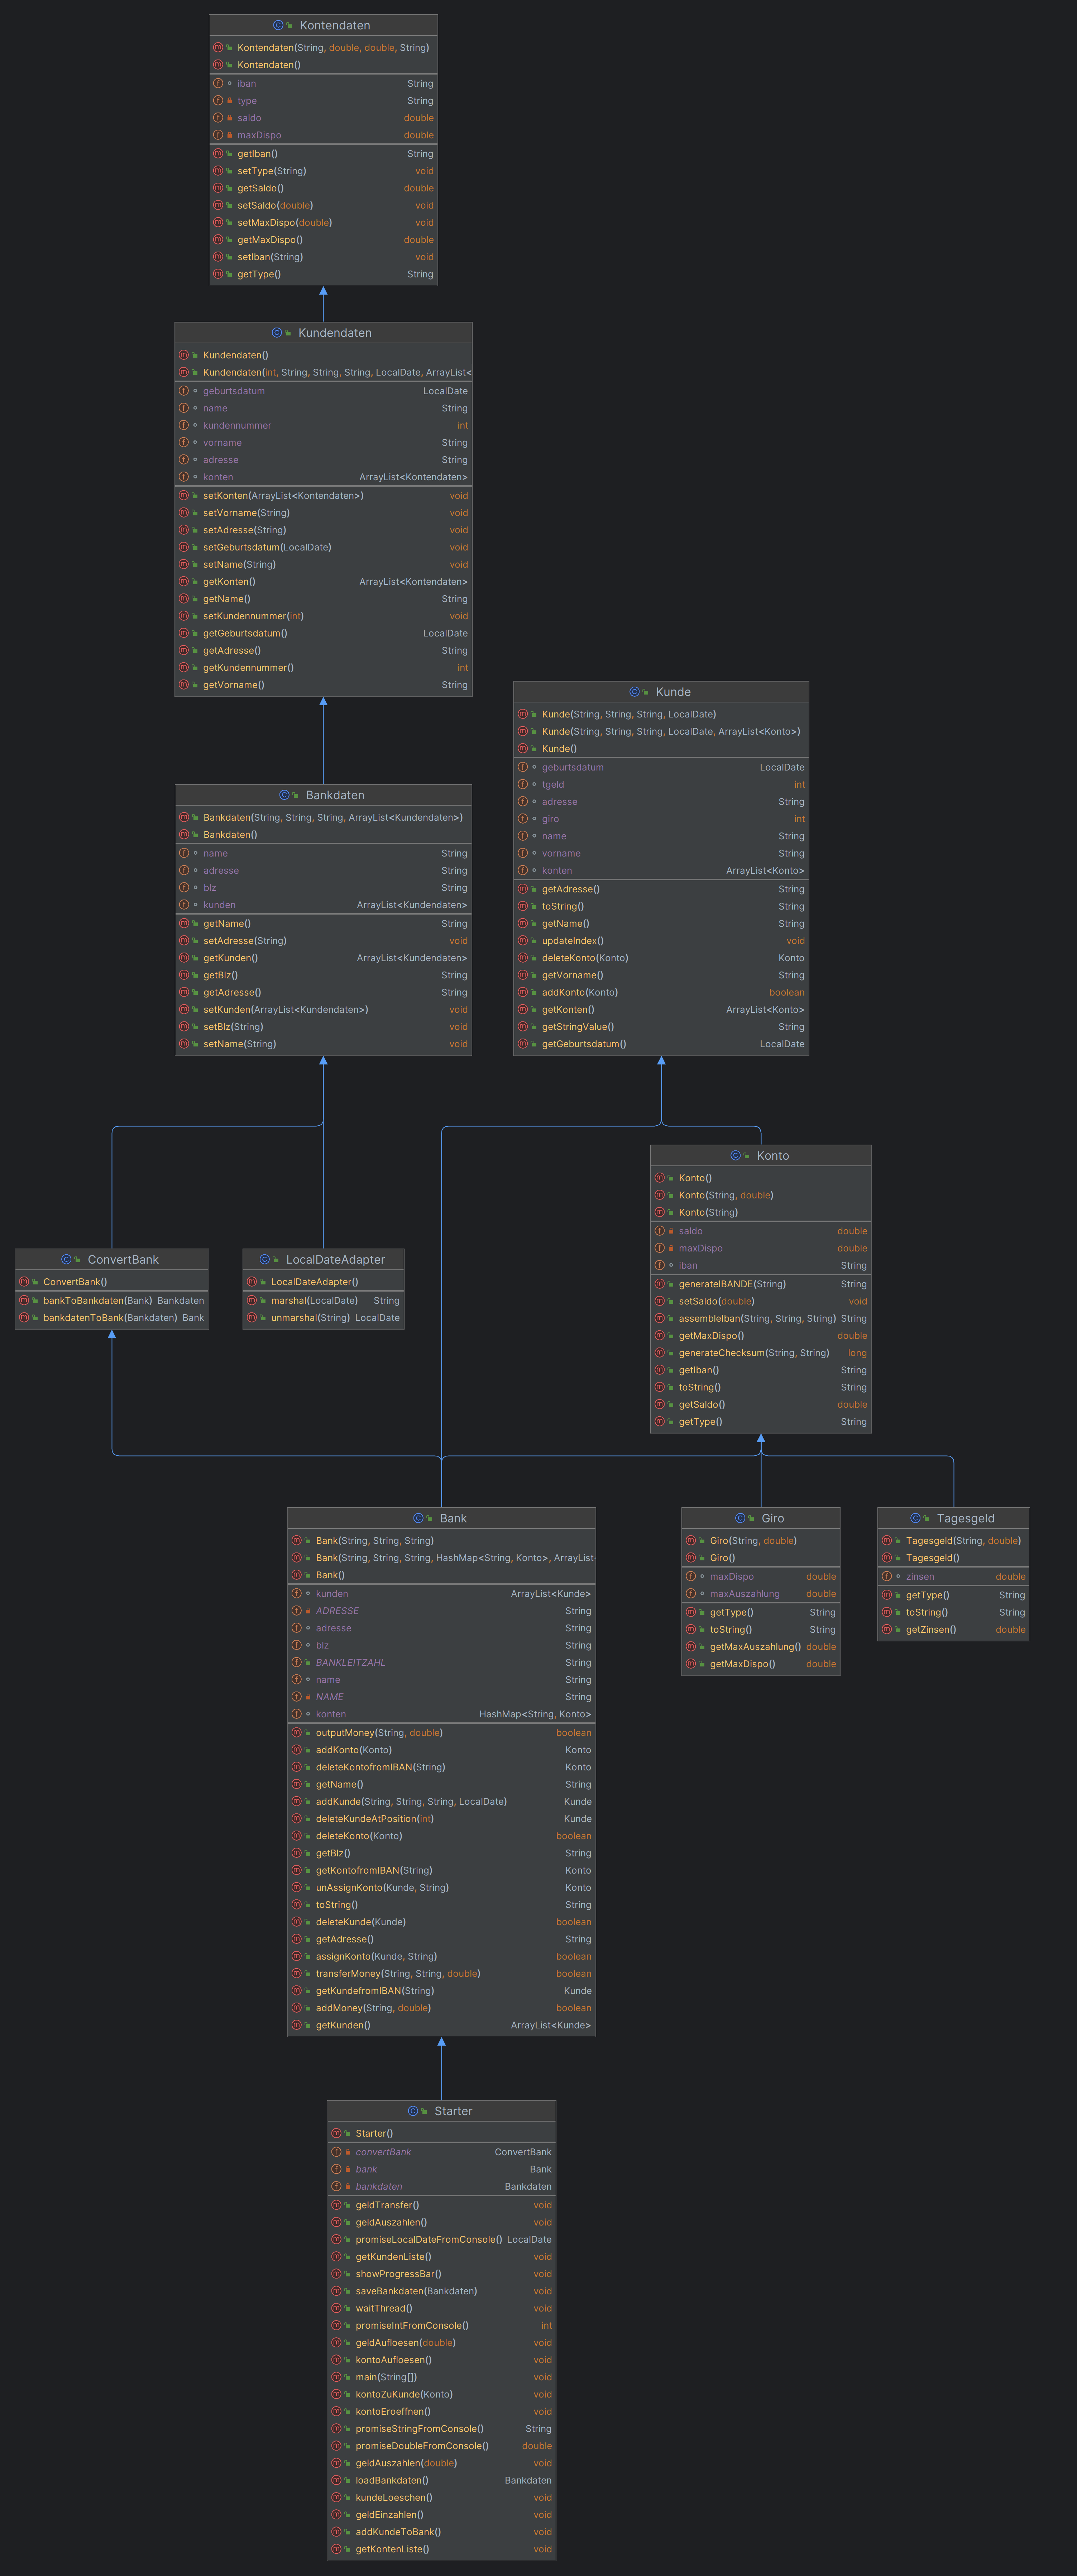 Kontendaten
Kontendaten(String, double, double, String)
Kontendaten()
iban String
type String
saldo double
maxDispo double
getIban() String
setType(String) void
getSaldo() double
setSaldo(double) void
setMaxDispo(double) void
getMaxDispo() double
setIban(String) void
getType() String
Kundendaten
Kundendaten()
Kundendaten(int, String, String, String, LocalDate, ArrayList<
geburtsdatum LocalDate
name String
kundennummer int
vorname String
adresse String
konten ArrayList<Kontendaten>
setKonten(ArrayList<Kontendaten>) void
setVorname(String) void
setAdresse(String) void
setGeburtsdatum(LocalDate) void
setName(String) void
getKonten() ArrayList<Kontendaten>
getName() String
setKundennummer(int) void
getGeburtsdatum() LocalDate
getAdresse() String
getKundennummer() int
getVorname() String
Kunde
Kunde(String, String, String, LocalDate)
Kunde(String, String, String, LocalDate, ArrayList<Konto>)
Kunde()
geburtsdatum LocalDate
tgeld int
adresse String
giro int
name String
vorname String
konten ArrayList<Konto>
getAdresse() String
toString() String
getName() String
updateIndex() void
deleteKonto(Konto) Konto
getVorname() String
addKonto(Konto) boolean
getKonten() ArrayList<Konto>
getStringValue() String
getGeburtsdatum() LocalDate
Bankdaten
Bankdaten(String, String, String, ArrayList<Kundendaten>)
Bankdaten()
name String
adresse String
blz String
kunden ArrayList<Kundendaten>
getName() String
setAdresse(String) void
getKunden() ArrayList<Kundendaten>
getBlz() String
getAdresse() String
setKunden(ArrayList<Kundendaten>) void
setBlz(String) void
setName(String) void
Konto
Konto()
Konto(String, double)
Konto(String)
saldo double
maxDispo double
iban String
generateIBANDE(String) String
setSaldo(double) void
assembleIban(String, String, String) String
getMaxDispo() double
generateChecksum(String, String) long
getIban() String
toString() String
getSaldo() double
getType() String
ConvertBank
ConvertBank()
bankToBankdaten(Bank) Bankdaten
bankdatenToBank(Bankdaten) Bank
LocalDateAdapter
LocalDateAdapter()
marshal(LocalDate) String
unmarshal(String) LocalDate
Bank
Bank(String, String, String)
Bank(String, String, String, HashMap<String, Konto>, ArrayList
Bank()
kunden ArrayList<Kunde>
ADRESSE String
adresse String
blz String
BANKLEITZAHL String
name String
NAME String
konten HashMap<String, Konto>
outputMoney(String, double) boolean
addKonto(Konto) Konto
deleteKontofromIBAN(String) Konto
getName() String
addKunde(String, String, String, LocalDate) Kunde
deleteKundeAtPosition(int) Kunde
deleteKonto(Konto) boolean
getBlz() String
getKontofromIBAN(String) Konto
unAssignKonto(Kunde, String) Konto
toString() String
deleteKunde(Kunde) boolean
getAdresse() String
assignKonto(Kunde, String) boolean
transferMoney(String, String, double) boolean
getKundefromIBAN(String) Kunde
addMoney(String, double) boolean
getKunden() ArrayList<Kunde>
Giro
Giro(String, double)
Giro()
maxDispo double
maxAuszahlung double
getType() String
toString() String
getMaxAuszahlung() double
getMaxDispo() double
Tagesgeld
Tagesgeld(String, double)
Tagesgeld()
zinsen double
getType() String
toString() String
getZinsen() double
Starter
Starter()
convertBank ConvertBank
bank Bank
bankdaten Bankdaten
geldTransfer() void
geldAuszahlen() void
promiseLocalDateFromConsole() LocalDate
getKundenListe() void
showProgressBar() void
saveBankdaten(Bankdaten) void
waitThread() void
promiseIntFromConsole() int
geldAufloesen(double) void
kontoAufloesen() void
main(String[]) void
kontoZuKunde(Konto) void
kontoEroeffnen() void
promiseStringFromConsole() String
promiseDoubleFromConsole() double
geldAuszahlen(double) void
loadBankdaten() Bankdaten
kundeLoeschen() void
geldEinzahlen() void
addKundeToBank() void
getKontenListe() void